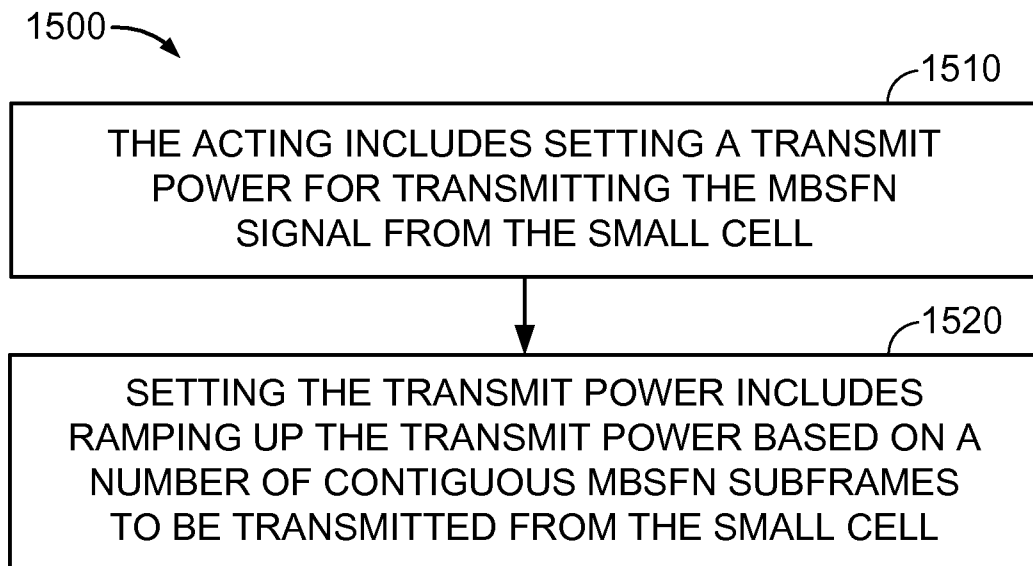 1500
1510
THE ACTING INCLUDES SETTING A TRANSMIT
POWER FOR TRANSMITTING THE MBSFN
SIGNAL FROM THE SMALL CELL
1520
SETTING THE TRANSMIT POWER INCLUDES
RAMPING UP THE TRANSMIT POWER BASED ON A
NUMBER OF CONTIGUOUS MBSFN SUBFRAMES
TO BE TRANSMITTED FROM THE SMALL CELL